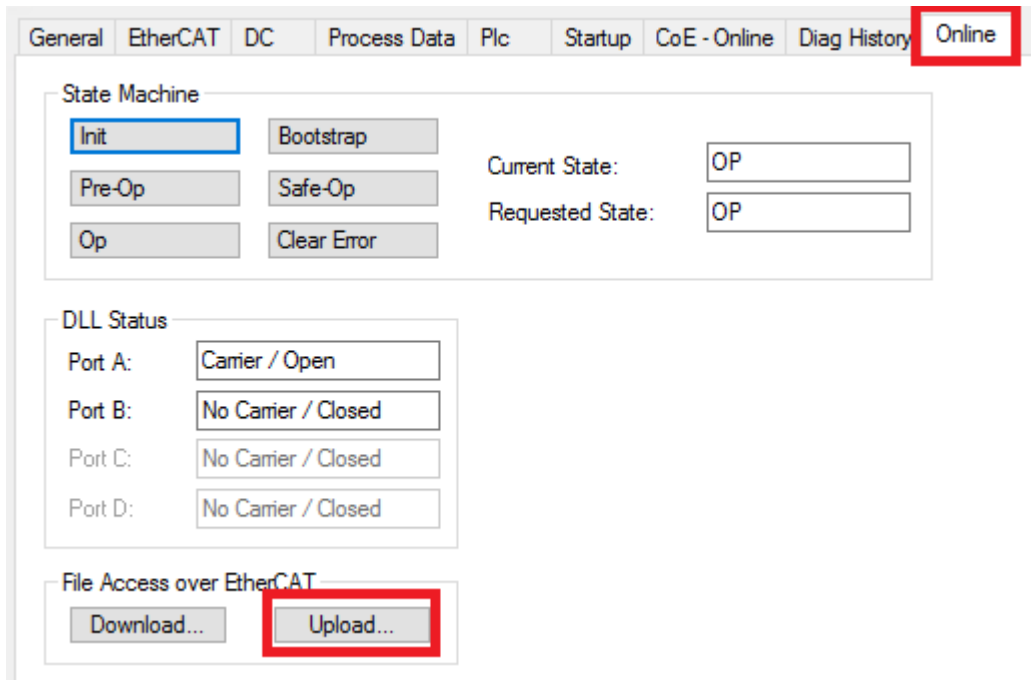 General EtherCAT DC Process Data Plc Startup CoE - Online Diag History Online
State Machine
Init Bootstrap
Current State: OP
Pre-Op Safe-Op
Requested State: OP
Op Clear Error
DLL Status
Port A: Carrier / Open
Port B: No Carrier / Closed
Port C: No Carrier / Closed
Port D: No Carrier / Closed
File Access over EtherCAT
Download... Upload...